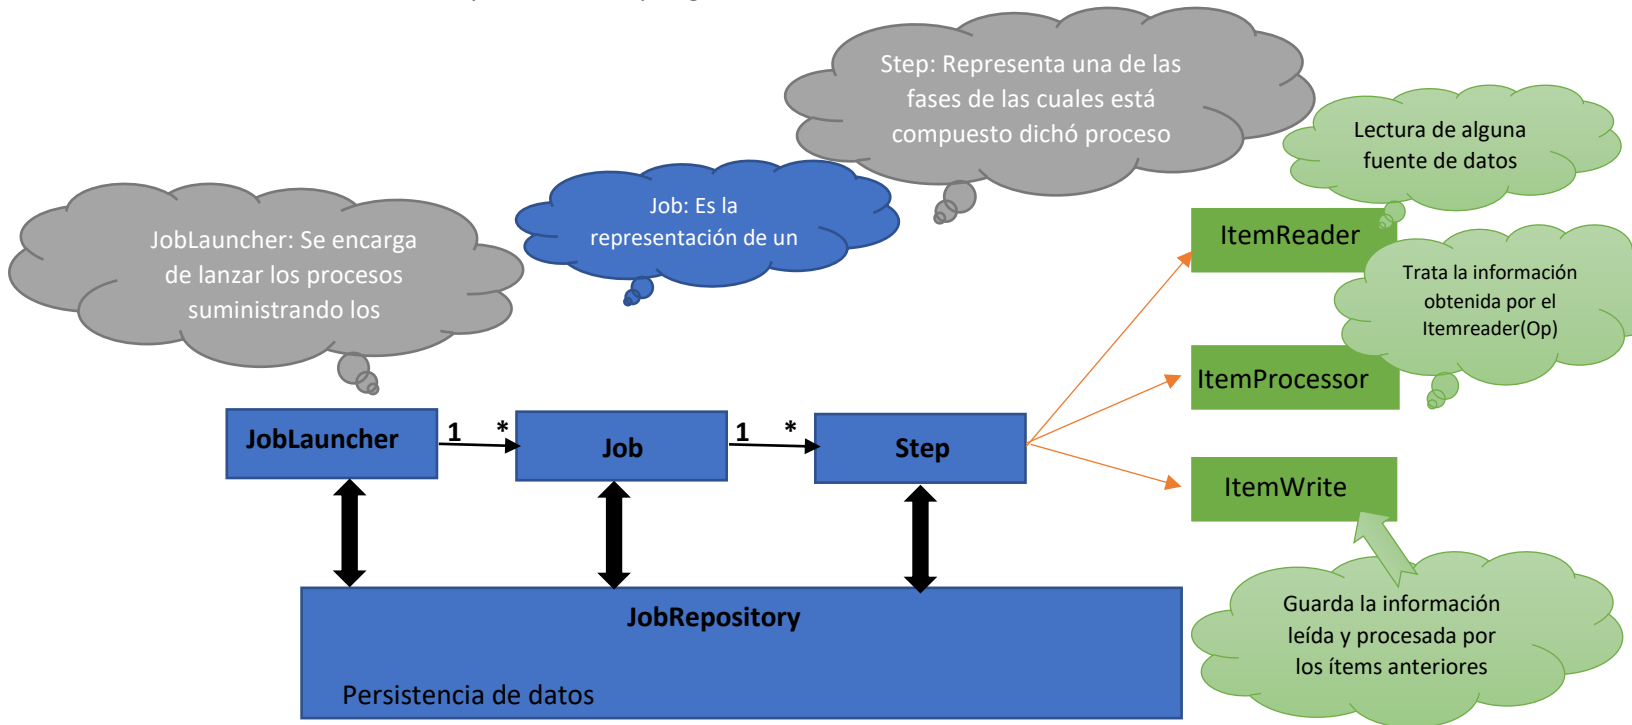 Step: Representa una de las
fases de las cuales está
compuesto dichó proceso
Lectura de alguna
fuente de datos
Job: Es la
representación de un
JobLauncher: Se encarga
de lanzar los procesos
suministrando los
ItemReader
Trata la información
obtenida por el
Itemreader(Op)
ItemProcessor
JobLauncher
1 *
Job
1 *
Step
ItemWrite
JobRepository
Persistencia de datos
Guarda la información
leída y procesada por
los ítems anteriores